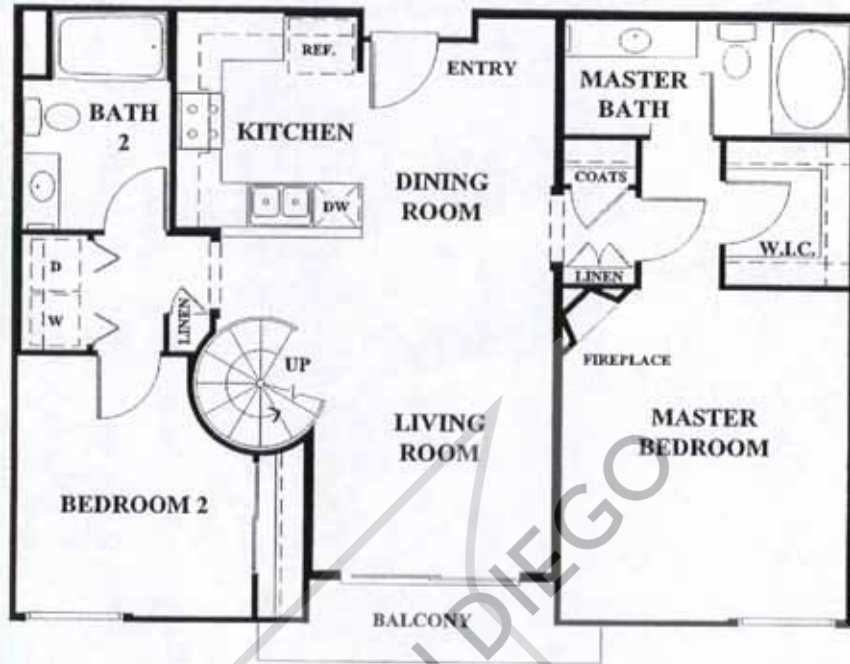 REF.
ENTRY
MASTER
BATH
BATH
2
KITCHEN
DINING
ROOM
COATS
DW
W.I.C.
D
LINEN
W
LINEN
UP
FIREPLACE
LIVING
ROOM
MASTER
BEDROOM
BEDROOM 2
BALCONY
DIEGO